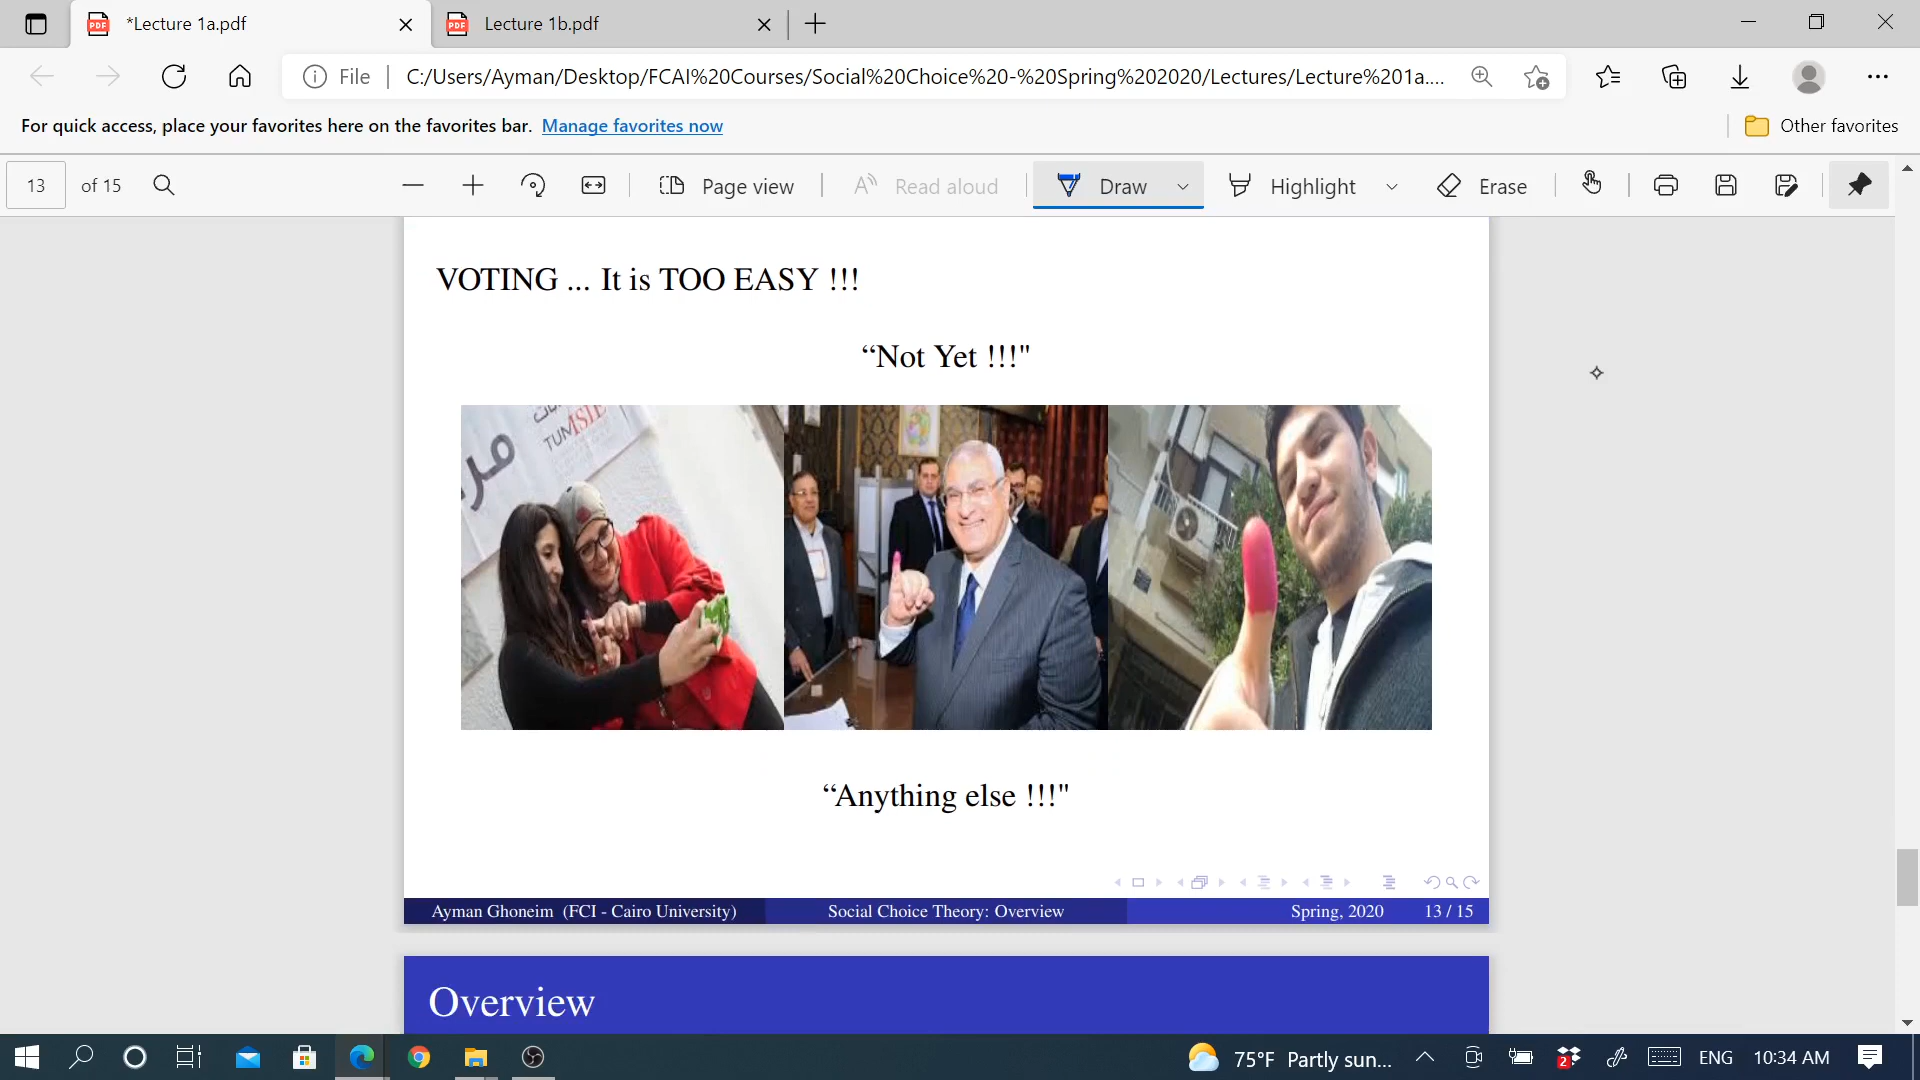 *Lecture 1a.pdf
Lecture 1b.pdf
File
C:/Users/Ayman/Desktop/FCAI%20Courses/Social%20Choice%20-%20Spring%202020/Lectures/Lecture%201a....
For quick access, place your favorites here on the favorites bar. Manage favorites now
Other favorites
13 of 15
Page view
Read aloud
Draw
Highlight
Erase
VOTING ... It is TOO EASY !!!
“Not Yet !!!"
“Anything else !!!"
Ayman Ghoneim (FCI - Cairo University) Social Choice Theory: Overview Spring, 2020 13 / 15
Overview
75°F Partly sun...
2
ENG
10:34 AM